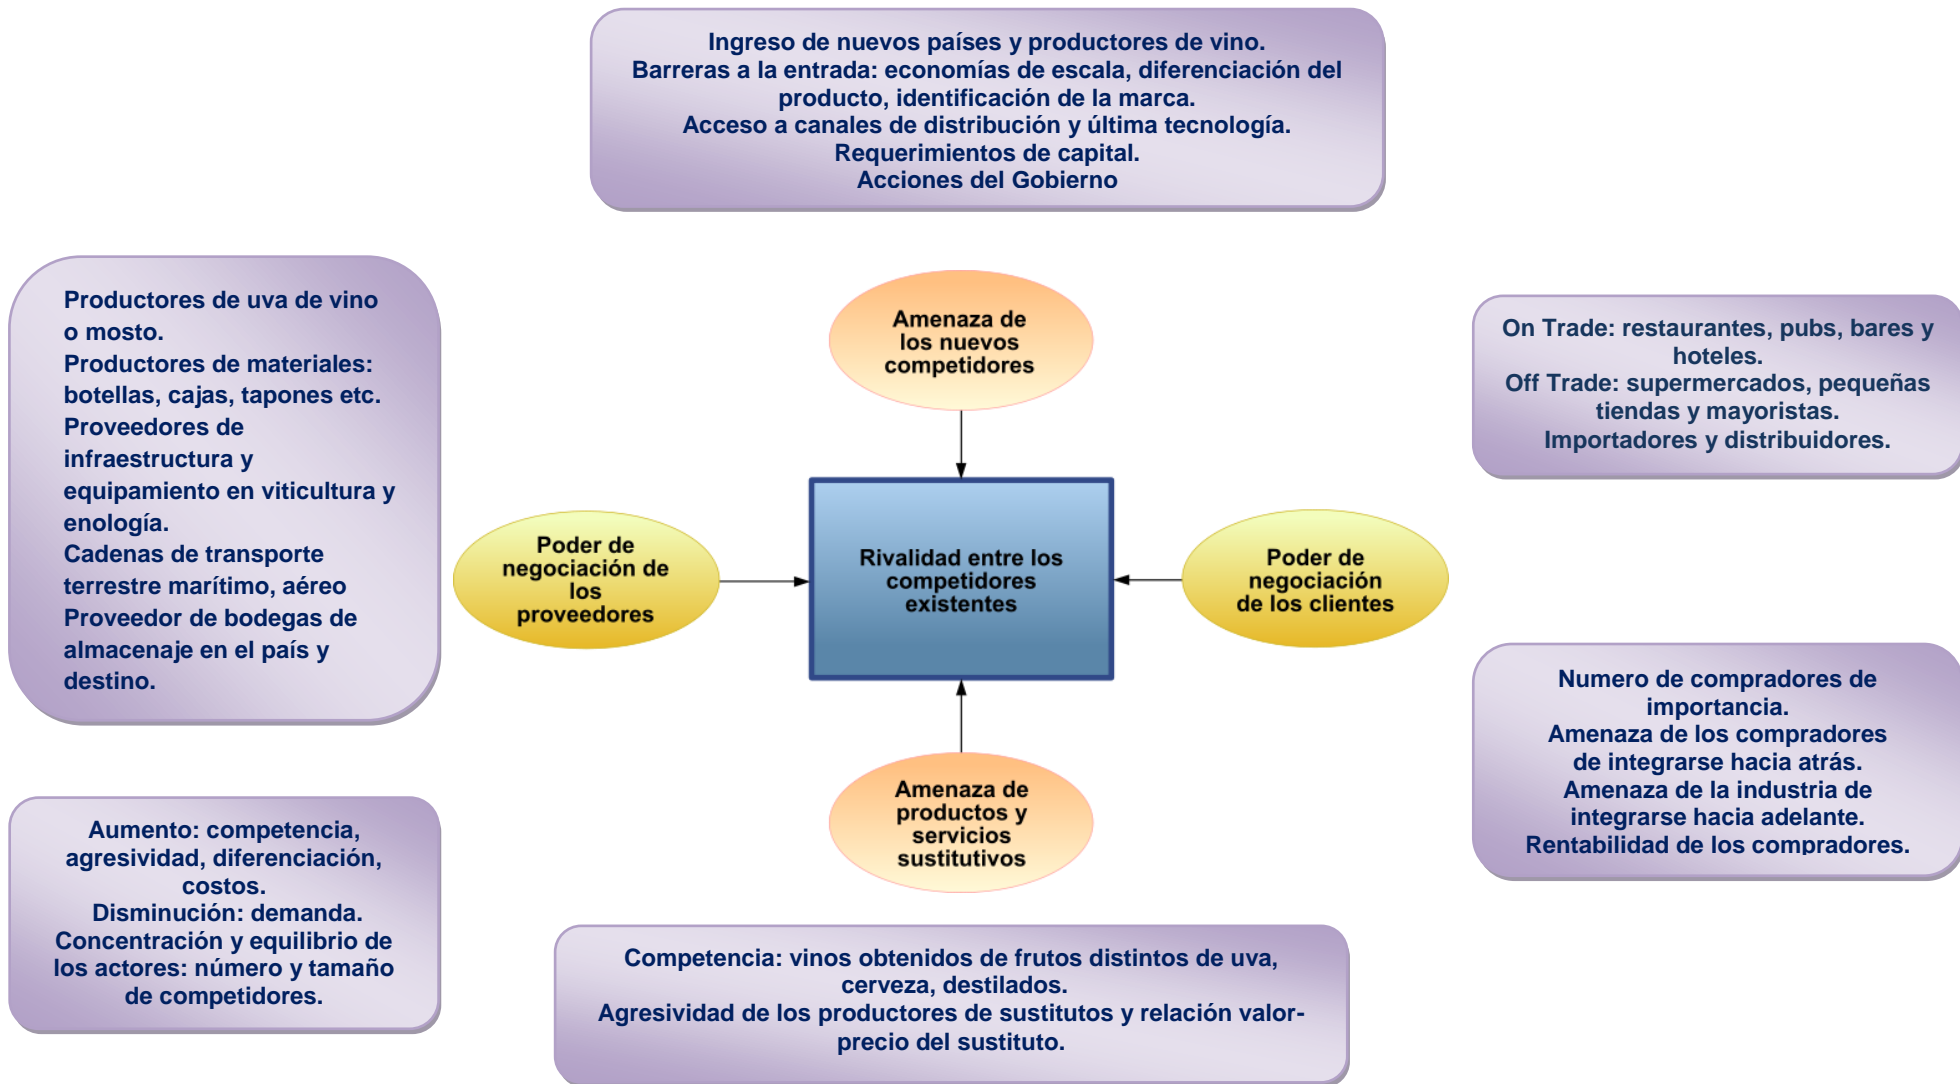 Ingreso de nuevos países y productores de vino.
Barreras a la entrada: economías de escala, diferenciación del
producto, identificación de la marca.
Acceso a canales de distribución y última tecnología.
Requerimientos de capital.
Acciones del Gobierno
Productores de uva de vino
o mosto.
Productores de materiales:
botellas, cajas, tapones etc.
Proveedores de
infraestructura y
equipamiento en viticultura y
enología.
Cadenas de transporte
terrestre marítimo, aéreo
Proveedor de bodegas de
almacenaje en el país y
destino.
Amenaza de
los nuevos
competidores
On Trade: restaurantes, pubs, bares y
hoteles.
Off Trade: supermercados, pequeñas
tiendas y mayoristas.
Importadores y distribuidores.
Poder de
negociación de
los
proveedores
Rivalidad entre los
competidores
existentes
Poder de
negociación
de los clientes
Numero de compradores de
importancia.
Amenaza de los compradores
de integrarse hacia atrás.
Amenaza de la industria de
integrarse hacia adelante.
Rentabilidad de los compradores.
Amenaza de
productos y
servicios
sustitutivos
Aumento: competencia,
agresividad, diferenciación,
costos.
Disminución: demanda.
Concentración y equilibrio de
los actores: número y tamaño
de competidores.
Competencia: vinos obtenidos de frutos distintos de uva,
cerveza, destilados.
Agresividad de los productores de sustitutos y relación valor-
precio del sustituto.